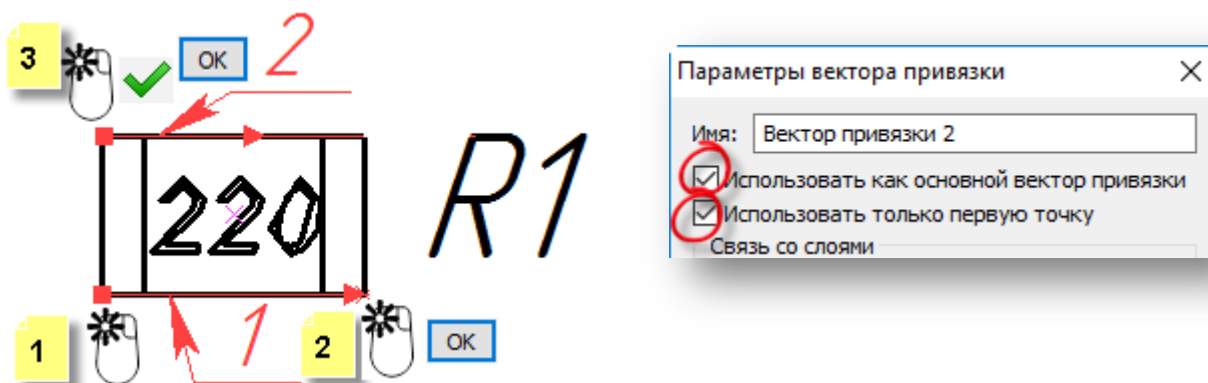 3
OK
2
220
R1
1
1
2
OK
Параметры вектора привязки
Имя: Вектор привязки 2
Использовать как основной вектор привязки
Использовать только первую точку
Связь со слоями